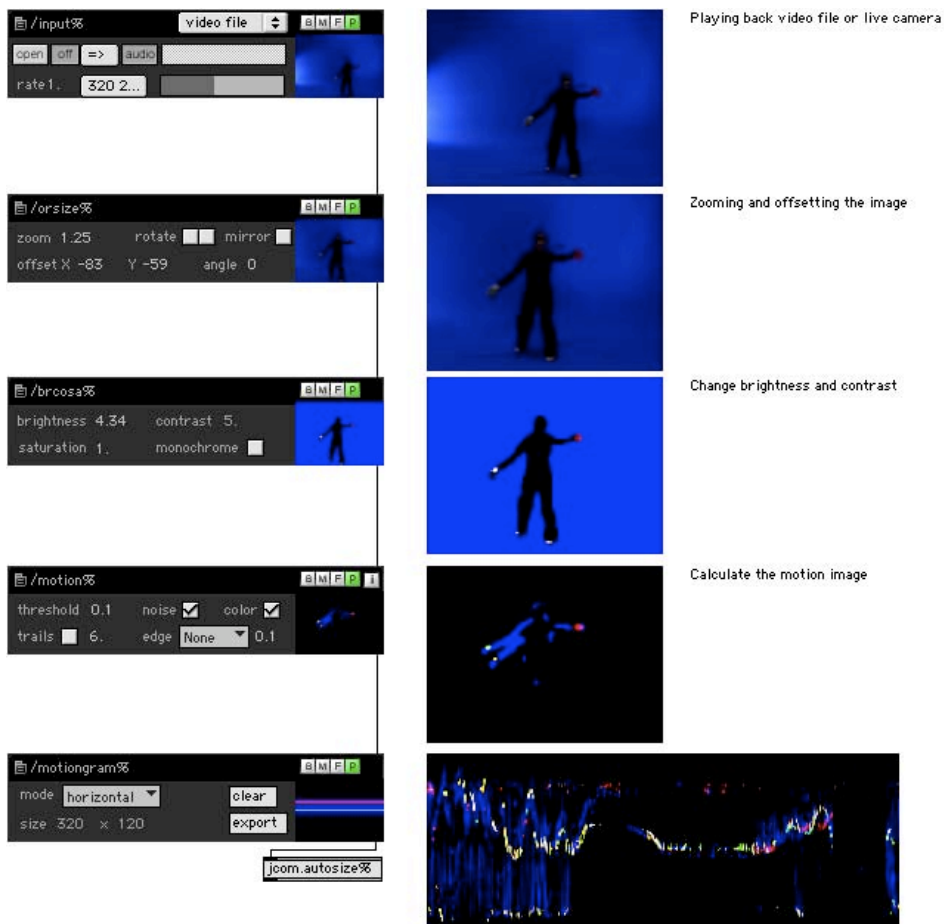 /input%
video file
B M F P
open off => audio
rate 1. 320 2...
Playing back video file or live camera
/orsize%
B M F P
zoom 1.25 rotate mirror
offset X -83 Y -59 angle 0
Zooming and offsetting the image
/brcosa%
B M F P
brightness 4.34 contrast 5.
saturation 1. monochrome
Change brightness and contrast
/motion%
B M F P i
threshold 0.1 noise color
trails 6. edge None 0.1
Calculate the motion image
/motiongram%
B M F P
mode horizontal clear
size 320 x 120 export
jcom.autosize%